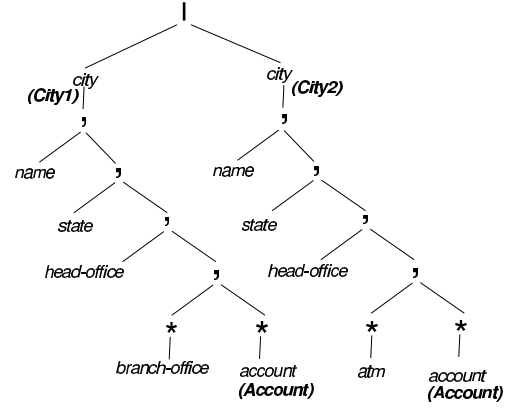 |
city city
(City1) (City2)
, ,
name , name ,
state , state ,
head-office , head-office ,
* * * *
branch-office account atm account
(Account) (Account)